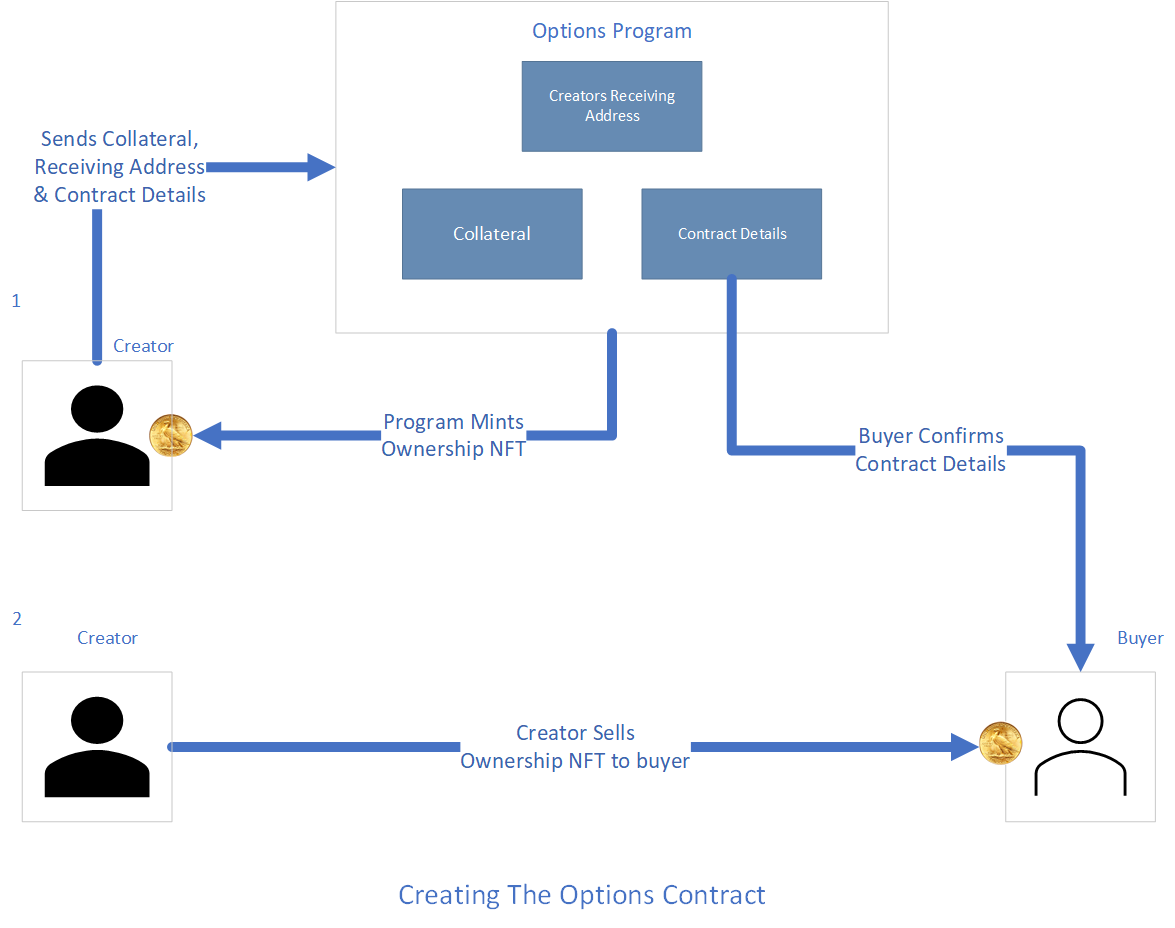 Options Program
Creators Receiving
Address
Sends Collateral,
Receiving Address
& Contract Details
Collateral
Contract Details
1
Creator
Program Mints
Ownership NFT
Buyer Confirms
Contract Details
2
Creator
Buyer
Creator Sells
Ownership NFT to buyer
Creating The Options Contract